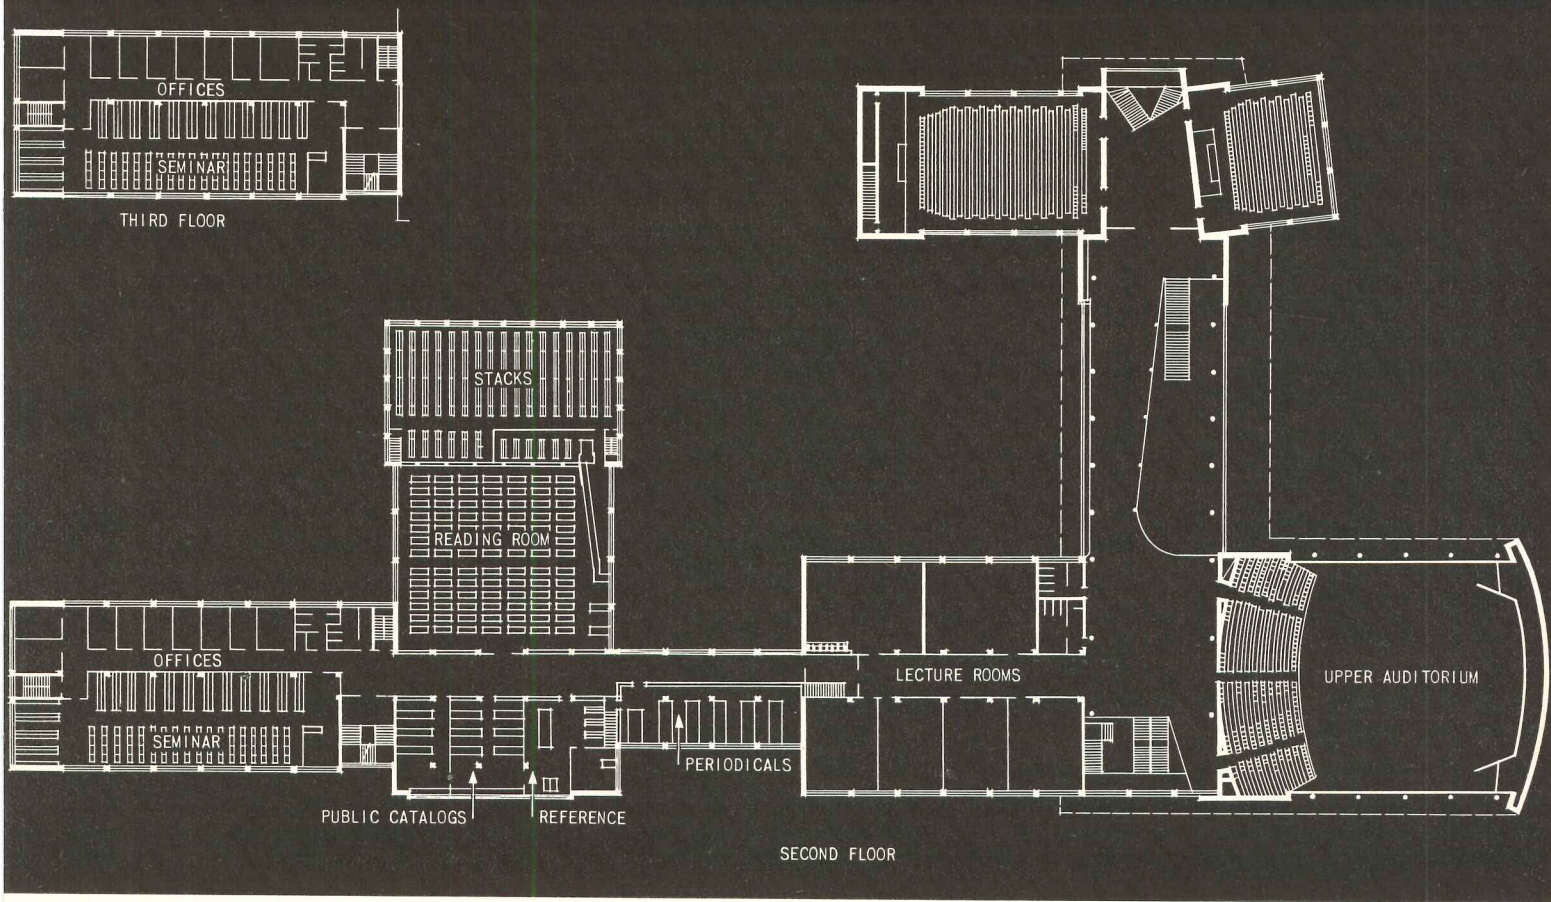 OFFICES
SEMINAR
THIRD FLOOR
STACKS
READING ROOM
OFFICES
SEMINAR
LECTURE ROOMS
UPPER AUDITORIUM
PERIODICALS
PUBLIC CATALOGS
REFERENCE
SECOND FLOOR